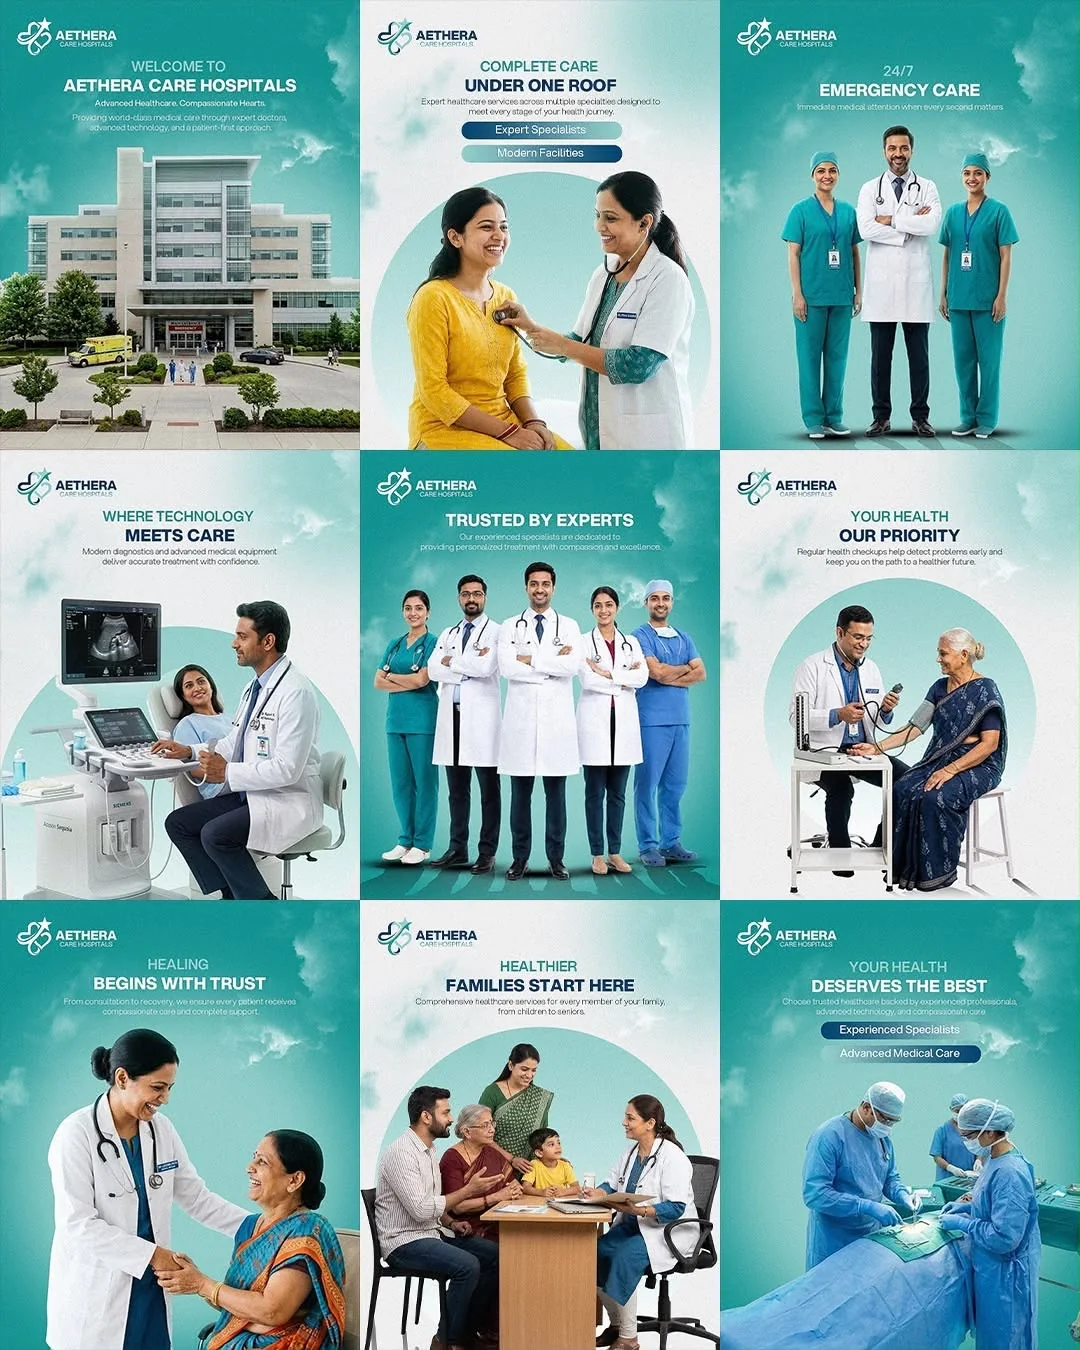 AETHERA
CARE HOSPITALS
WELCOME TO
AETHERA CARE HOSPITALS
Advanced Healthcare. Compassionate Hearts.
Providing world-class medical care through expert doctors,
advanced technology, and a patient-first approach.
EMERGENCY
AETHERA
CARE HOSPITALS
COMPLETE CARE
UNDER ONE ROOF
Expert healthcare services across multiple specialties designed to
meet every stage of your health journey.
Expert Specialists
Modern Facilities
AETHERA
CARE HOSPITALS
24/7
EMERGENCY CARE
Immediate medical attention when every second matters
AETHERA
CARE HOSPITALS
WHERE TECHNOLOGY
MEETS CARE
Modern diagnostics and advanced medical equipment
deliver accurate treatment with confidence.
SIEMENS
Acuson Sequoia
AETHERA
CARE HOSPITALS
TRUSTED BY EXPERTS
Our experienced specialists are dedicated to
providing personalized treatment with compassion and excellence.
AETHERA
CARE HOSPITALS
YOUR HEALTH
OUR PRIORITY
Regular health checkups help detect problems early and
keep you on the path to a healthier future.
AETHERA
CARE HOSPITALS
HEALING
BEGINS WITH TRUST
From consultation to recovery, we ensure every patient receives
compassionate care and complete support.
AETHERA
CARE HOSPITALS
HEALTHIER
FAMILIES START HERE
Comprehensive healthcare services for every member of your family,
from children to seniors.
AETHERA
CARE HOSPITALS
YOUR HEALTH
DESERVES THE BEST
Choose trusted healthcare backed by experienced professionals,
advanced technology, and compassionate care
Experienced Specialists
Advanced Medical Care